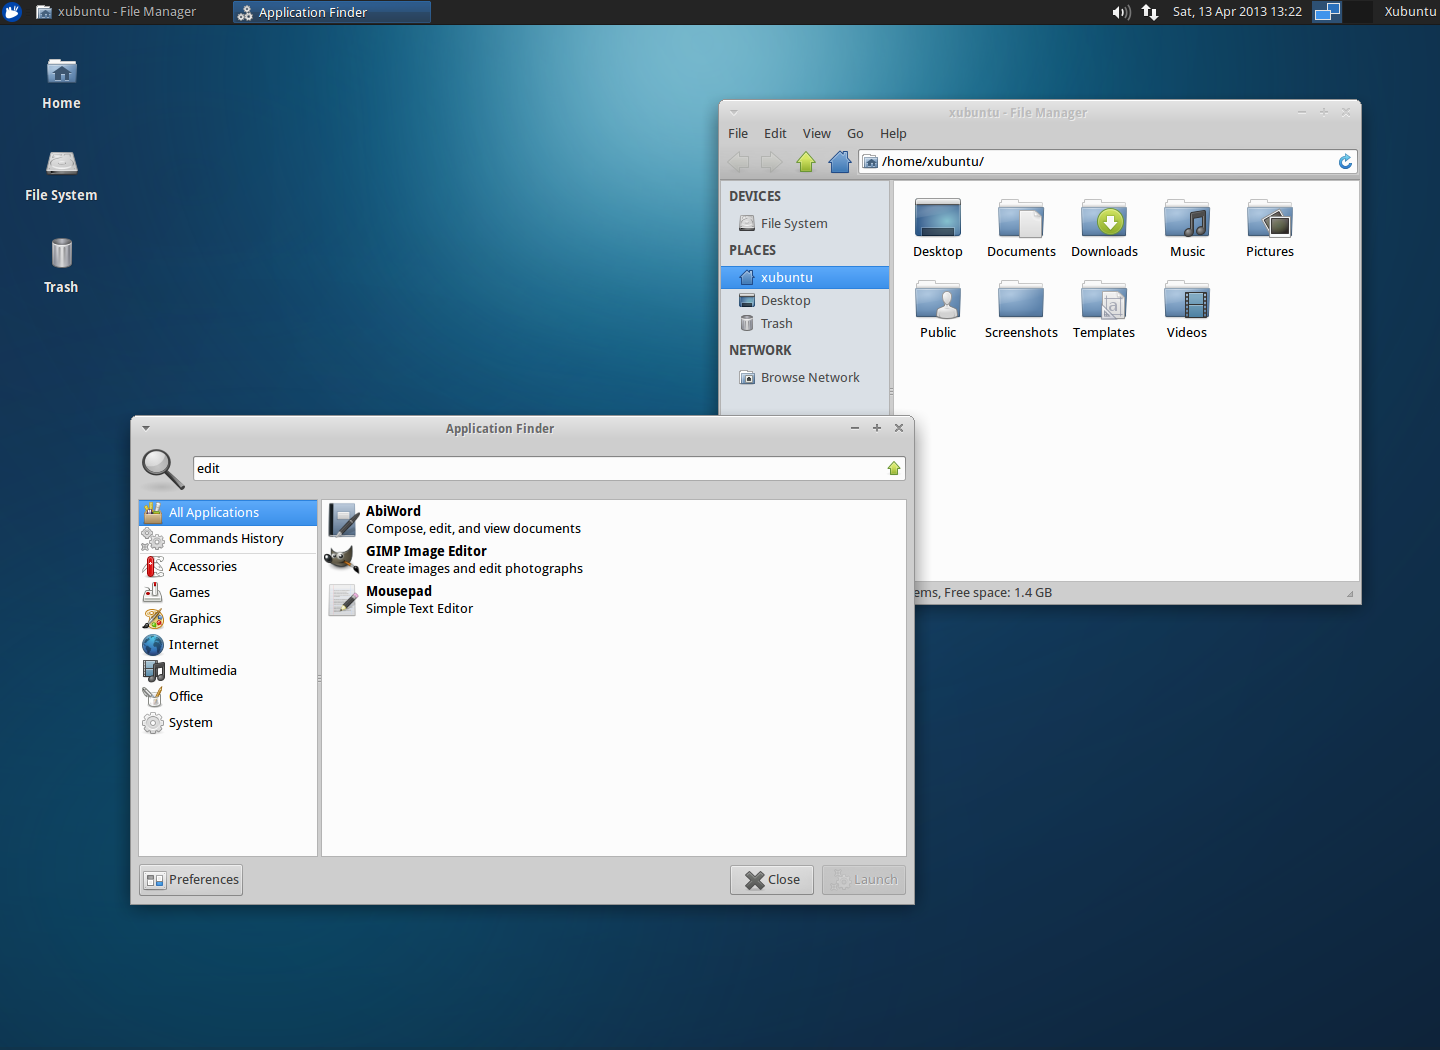 xubuntu - File Manager
Application Finder
Sat, 13 Apr 2013 13:22
Xubuntu
Home
File System
Trash
xubuntu - File Manager
File Edit View Go Help
/home/xubuntu/
DEVICES
File System
PLACES
xubuntu
Desktop
Trash
NETWORK
Browse Network
Desktop Documents Downloads Music Pictures
Public Screenshots Templates Videos
ems, Free space: 1.4 GB
Application Finder
edit
All Applications
Commands History
Accessories
Games
Graphics
Internet
Multimedia
Office
System
AbiWord
Compose, edit, and view documents
GIMP Image Editor
Create images and edit photographs
Mousepad
Simple Text Editor
Preferences
Close
Launch